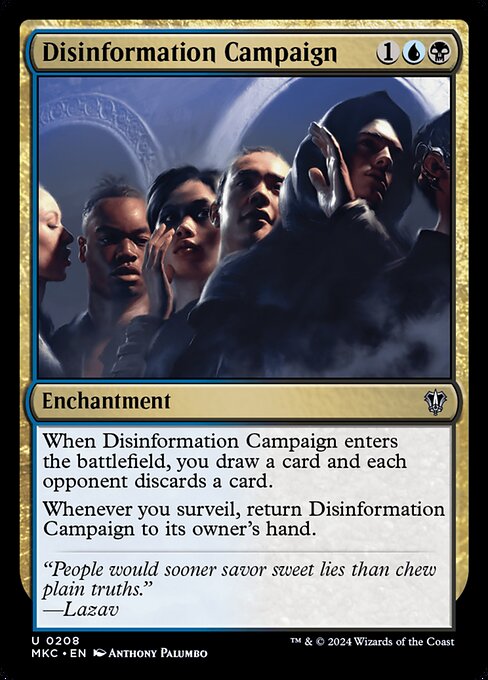 Disinformation Campaign 1
Enchantment
When Disinformation Campaign enters
the battlefield, you draw a card and each
opponent discards a card.
Whenever you surveil, return Disinformation
Campaign to its owner's hand.
“People would sooner savor sweet lies than chew
plain truths.”
—Lazav
U 0208
MKC • EN Anthony Palumbo
™ & © 2024 Wizards of the Coast